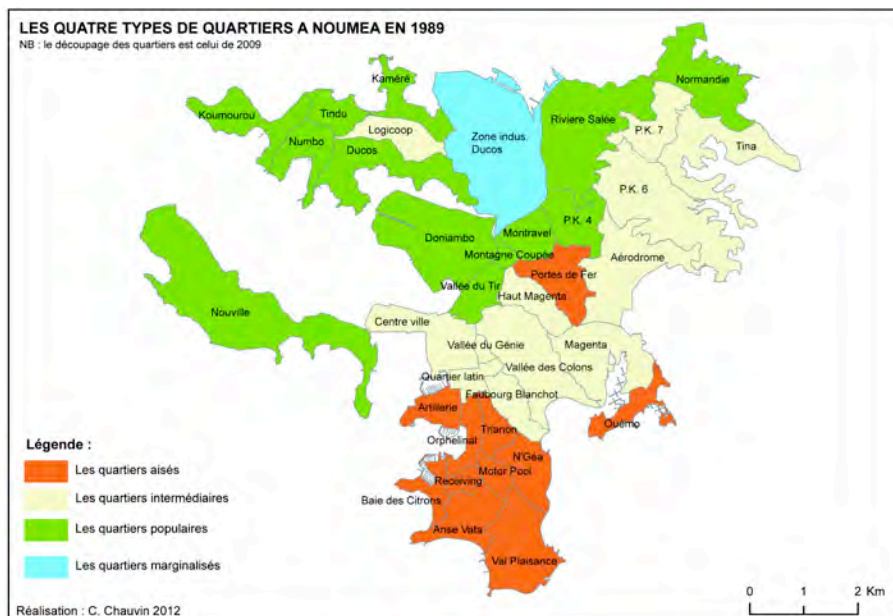 LES QUATRE TYPES DE QUARTIERS A NOUMEA EN 1989
NB : le découpage des quartiers est celui de 2009
Kaméré
Normandie
Koumourou
Tindu
Logicoop
Zone indus.
Ducos
Rivière Salée
P.K. 7
Numbo
Ducos
Tina
P.K. 6
P.K. 4
Doniambo
Montravel
Montagne Coupée
Aérodrome
Portes de Fer
Vallée du Tir
Haut Magenta
Nouville
Centre ville
Vallée du Génie
Magenta
Vallée des Colons
Quartier latin
Faubourg Blanchot
Artillerie
Ouémo
Trianon
Orphelinat
N'Géa
Motor Pool
Receiving
Baie des Citrons
Anse Vata
Val Plaisance
Légende :
Les quartiers aisés
Les quartiers intermédiaires
Les quartiers populaires
Les quartiers marginalisés
0 1 2 Km
Réalisation : C. Chauvin 2012